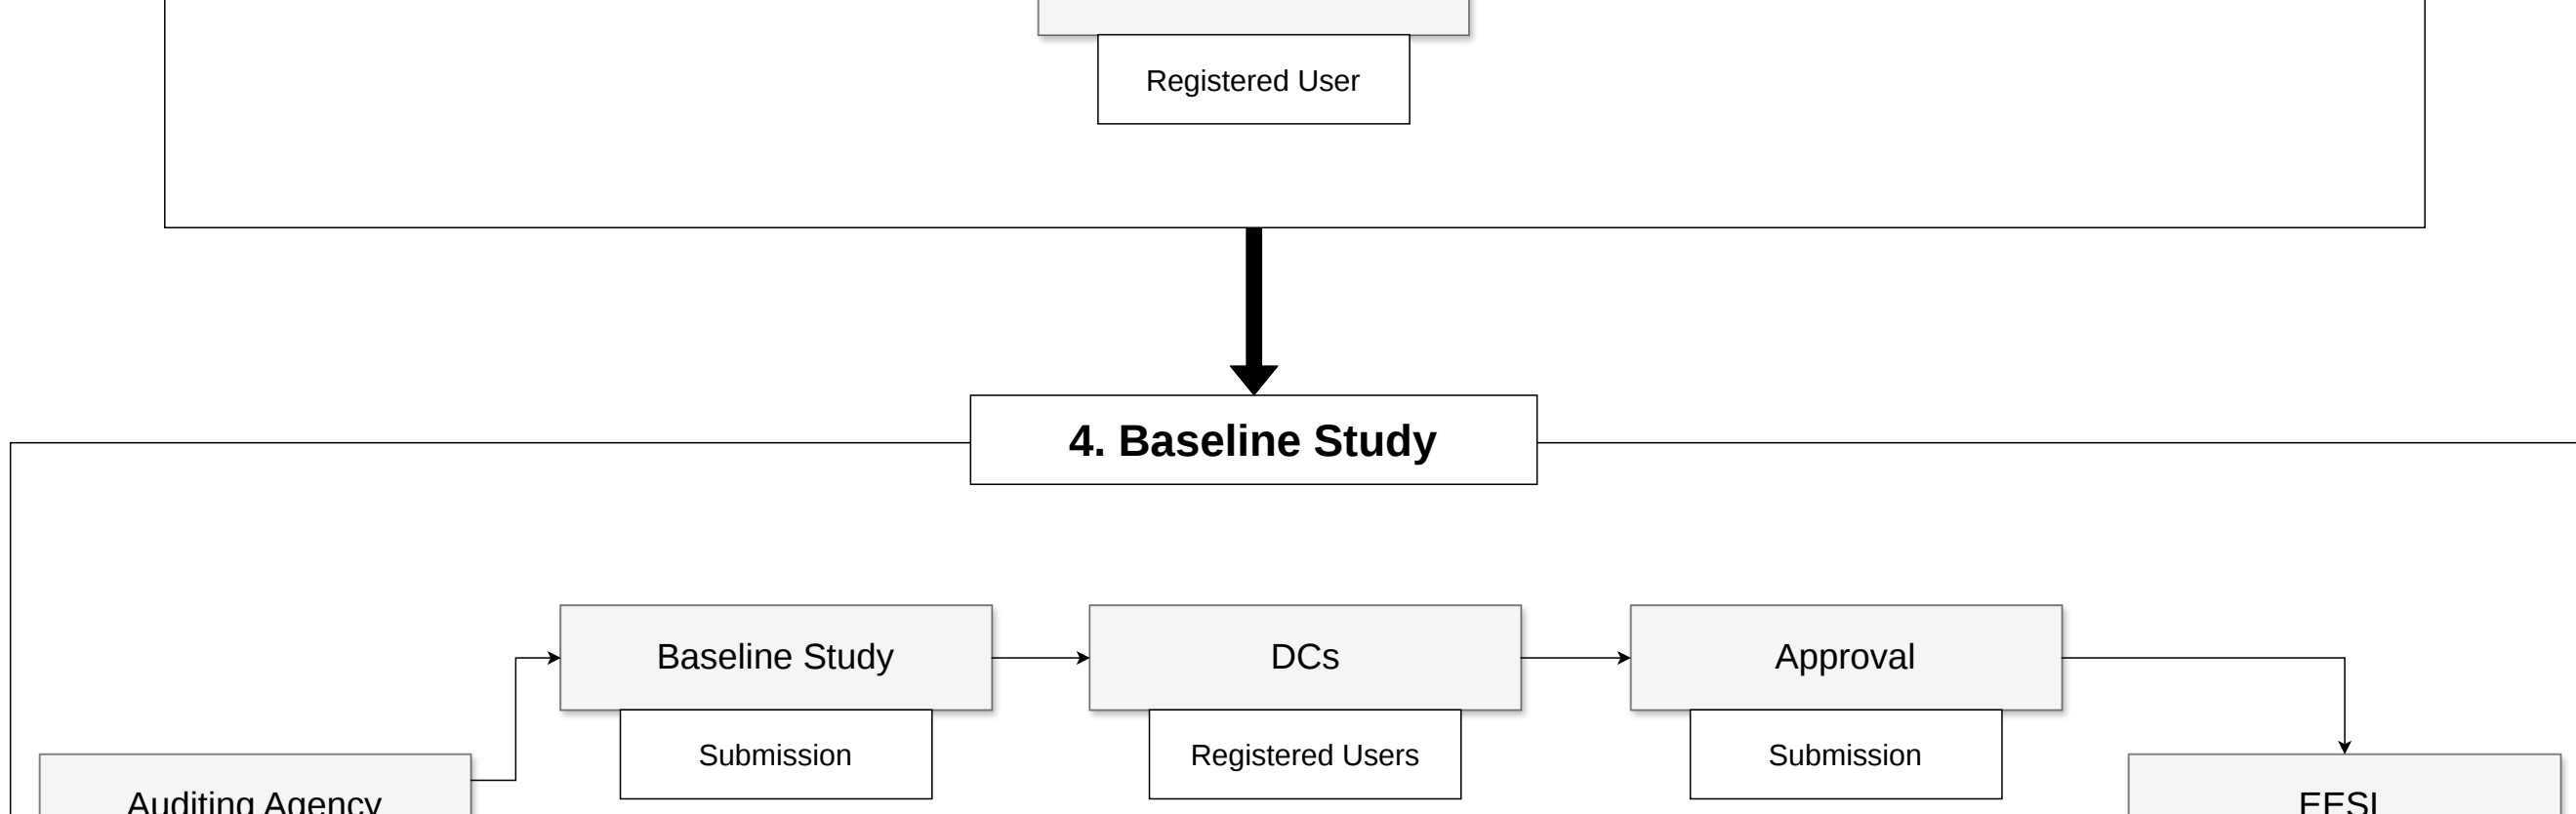 Registered User
4. Baseline Study
Baseline Study
DCs
Approval
Submission
Registered Users
Submission
Auditing Agency